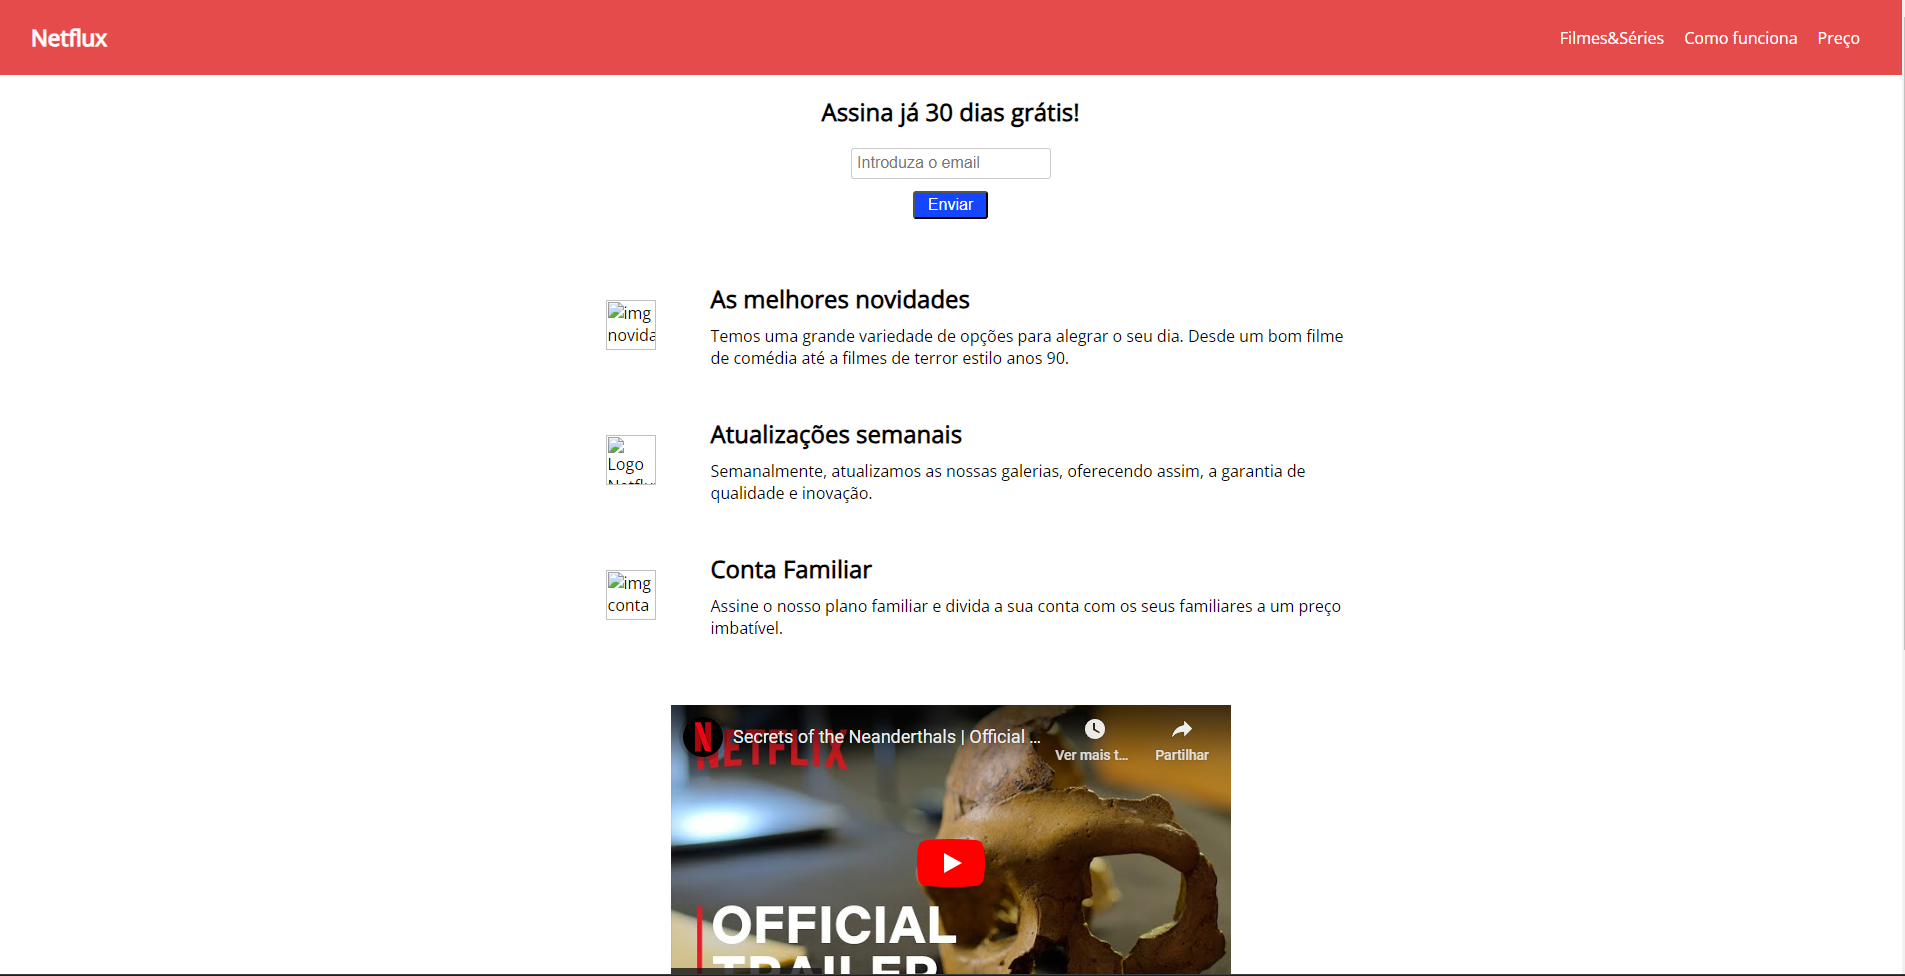 Netflux
Filmes&Séries Como funciona Preço
Assina já 30 dias grátis!
Introduza o email
Enviar
img
novida
As melhores novidades
Temos uma grande variedade de opções para alegrar o seu dia. Desde um bom filme
de comédia até a filmes de terror estilo anos 90.
Logo
Netflu
Atualizações semanais
Semanalmente, atualizamos as nossas galerias, oferecendo assim, a garantia de
qualidade e inovação.
img
conta
Conta Familiar
Assine o nosso plano familiar e divida a sua conta com os seus familiares a um preço
imbatível.
N
NETFLIX
Secrets of the Neanderthals | Official ...
Ver mais t...
Partilhar
OFFICIAL
TRAILER